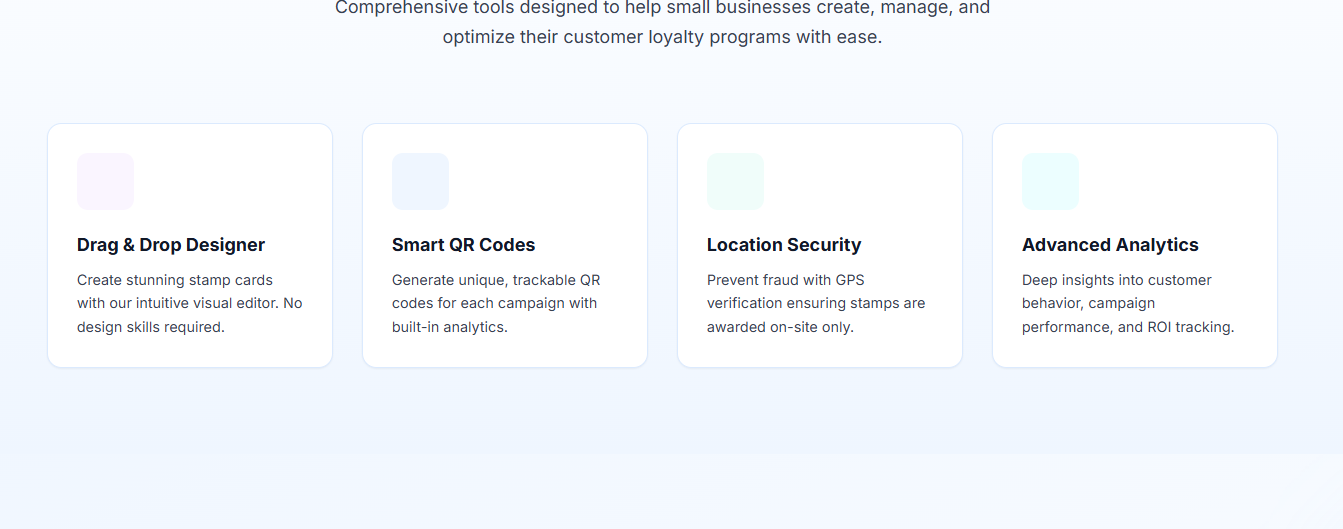 Comprehensive tools designed to help small businesses create, manage, and
optimize their customer loyalty programs with ease.
Drag & Drop Designer
Create stunning stamp cards
with our intuitive visual editor. No
design skills required.
Smart QR Codes
Generate unique, trackable QR
codes for each campaign with
built-in analytics.
Location Security
Prevent fraud with GPS
verification ensuring stamps are
awarded on-site only.
Advanced Analytics
Deep insights into customer
behavior, campaign
performance, and ROI tracking.